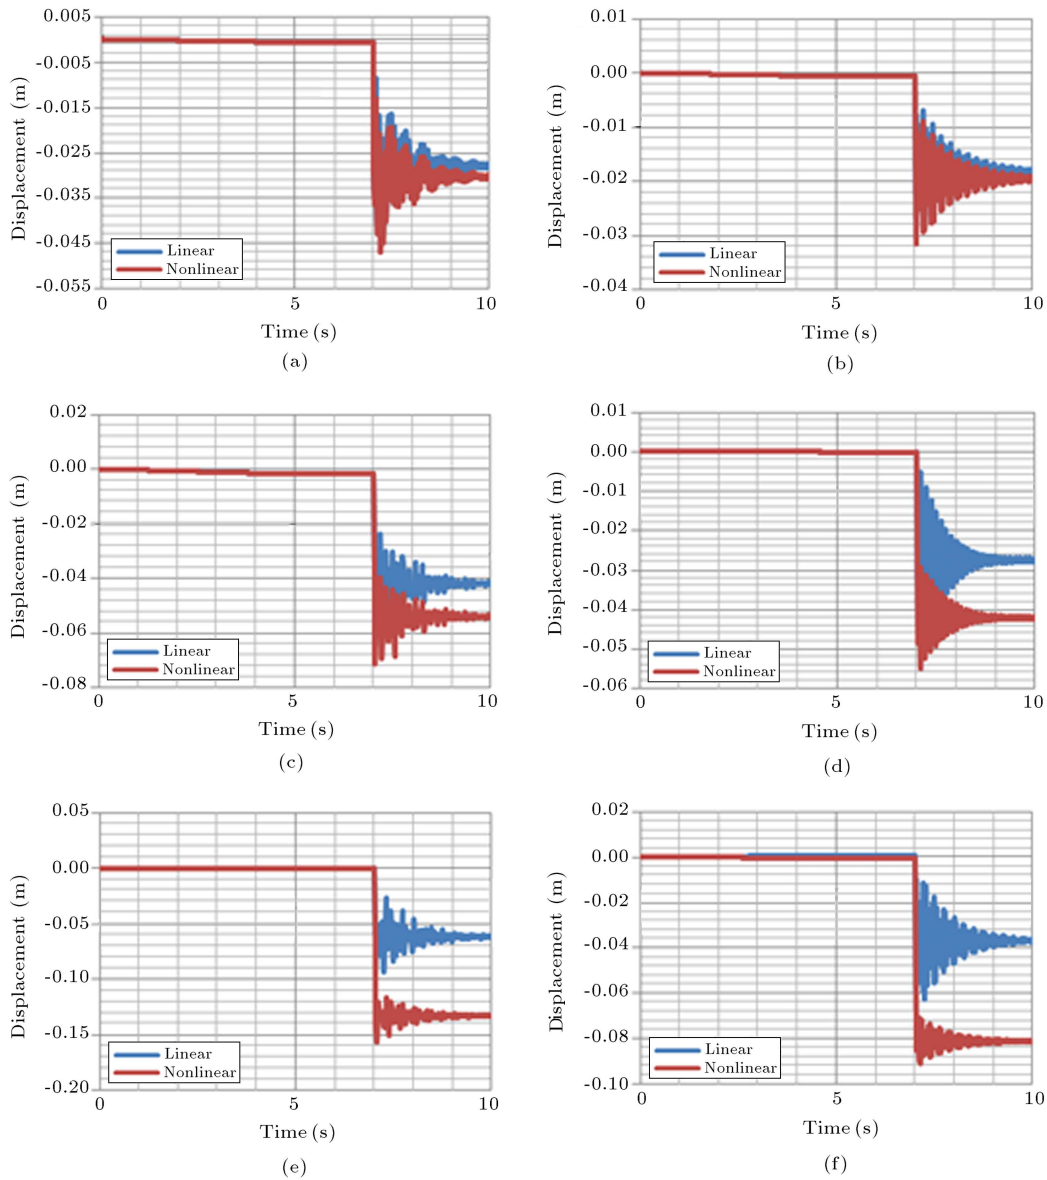 0.005
-0.005
-0.015
-0.025
-0.035
-0.045
-0.055
Displacement (m)
Linear
Nonlinear
0 5 10
Time (s)
(a)
0.01
0.00
-0.01
-0.02
-0.03
-0.04
Displacement (m)
Linear
Nonlinear
0 5 10
Time (s)
(b)
0.02
0.00
-0.02
-0.04
-0.06
-0.08
Displacement (m)
Linear
Nonlinear
0 5 10
Time (s)
(c)
0.01
0.00
-0.01
-0.02
-0.03
-0.04
-0.05
-0.06
Displacement (m)
Linear
Nonlinear
0 5 10
Time (s)
(d)
0.05
0.00
-0.05
-0.10
-0.15
-0.20
Displacement (m)
Linear
Nonlinear
0 5 10
Time (s)
(e)
0.02
0.00
-0.02
-0.04
-0.06
-0.08
-0.10
Displacement (m)
Linear
Nonlinear
0 5 10
Time (s)
(f)